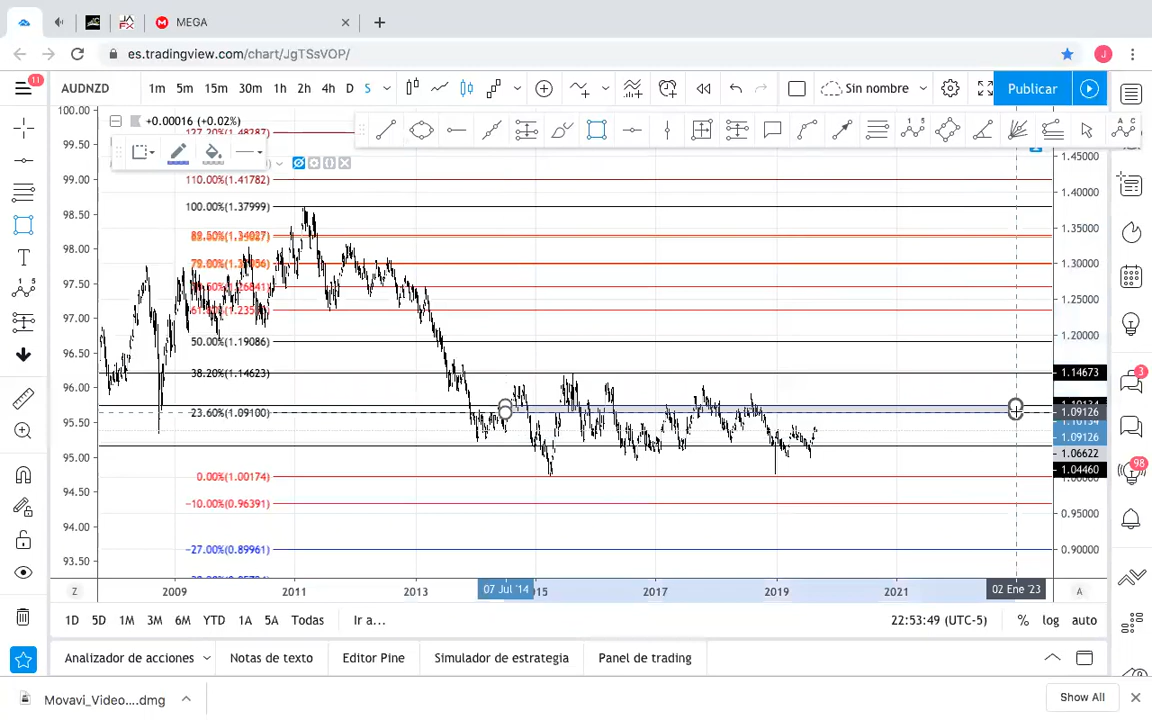 MEGA
es.tradingview.com/chart/JgTSsVOP/
J
11
AUDNZD
1m 5m 15m 30m 1h 2h 4h D S
Sin nombre
Publicar
+0.00016 (+0.02%)
100.00
99.50
99.00
98.50
98.00
97.50
97.00
96.50
96.00
95.50
95.00
94.50
94.00
93.50
127.20%(1.48287)
110.00%(1.41782)
100.00%(1.37999)
50.00%(1.19086)
38.20%(1.14623)
23.60%(1.09100)
0.00%(1.00174)
-10.00%(0.96391)
-27.00%(0.89961)
1.45000
1.40000
1.35000
1.30000
1.25000
1.20000
1.14673
1.09126
1.09126
1.06622
1.04460
0.95000
0.90000
3
98
Z
2009
2011
2013
07 Jul '14
15
2017
2019
2021
02 Ene '23
A
1D 5D 1M 3M 6M YTD 1A 5A Todas Ir a...
22:53:49 (UTC-5)
% log auto
Analizador de acciones
Notas de texto
Editor Pine
Simulador de estrategia
Panel de trading
Movavi_Video....dmg
Show All